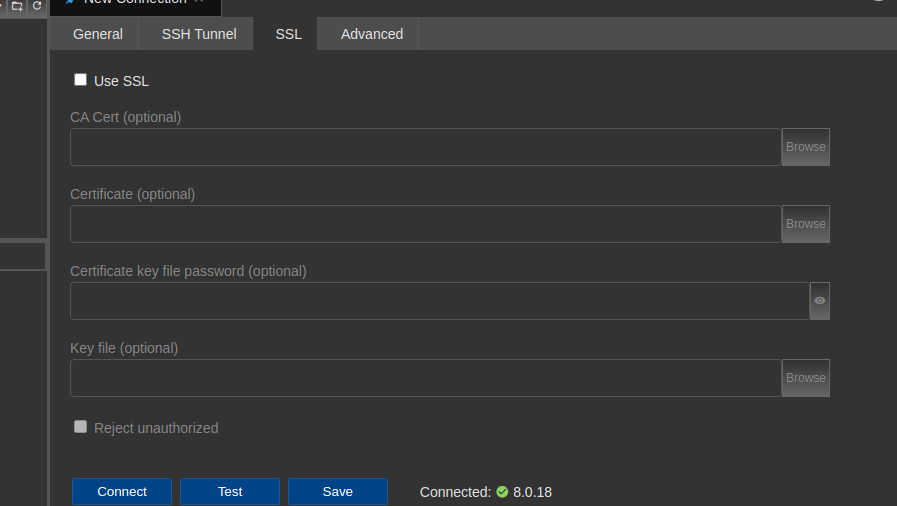 New Connection
General SSH Tunnel SSL Advanced
Use SSL
CA Cert (optional)
Browse
Certificate (optional)
Browse
Certificate key file password (optional)
Key file (optional)
Browse
Reject unauthorized
Connect Test Save Connected: 8.0.18